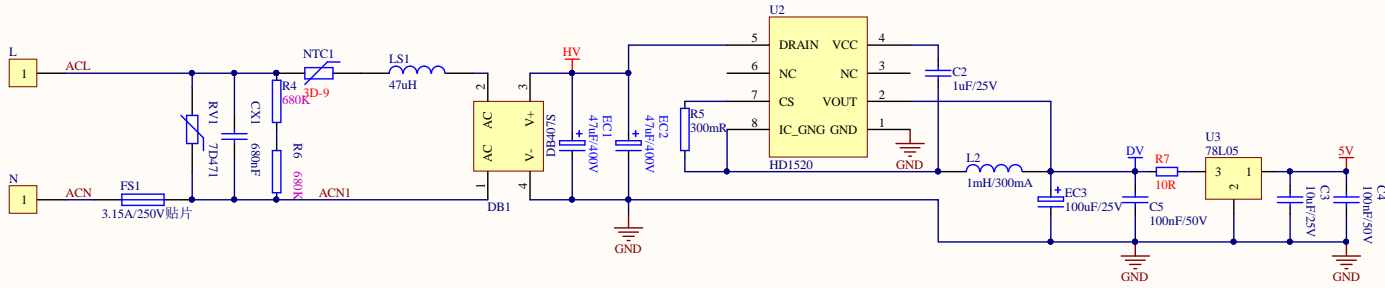 L
1
ACL
N
1
ACN
FS1
3.15A/250V贴片
RV1
7D471
CX1
680nF
R4
680K
R6
680K
NTC1
3D-9
LS1
47uH
ACN1
2
3
AC
V+
AC
V-
1
4
DB407S
DB1
HV
EC1
47uF/400V
EC2
47uF/400V
GND
U2
5
DRAIN
VCC
4
6
NC
NC
3
7
CS
VOUT
2
8
IC_GNG
GND
1
HD1520
R5
300mR
C2
1uF/25V
GND
L2
1mH/300mA
EC3
100uF/25V
DV
C5
100nF/50V
GND
R7
10R
U3
78L05
3
1
2
5V
C3
10uF/25V
C4
100nF/50V
GND